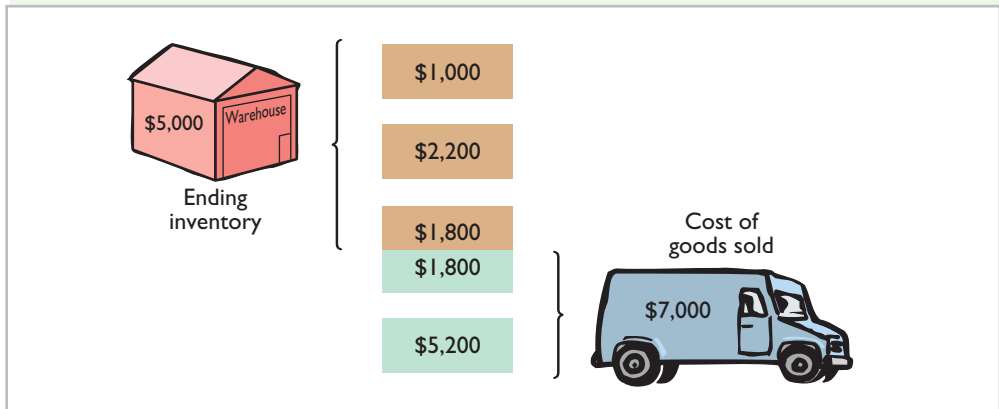 $5,000
Warehouse
Ending
inventory
$1,000
$2,200
$1,800
$1,800
$5,200
Cost of
goods sold
$7,000